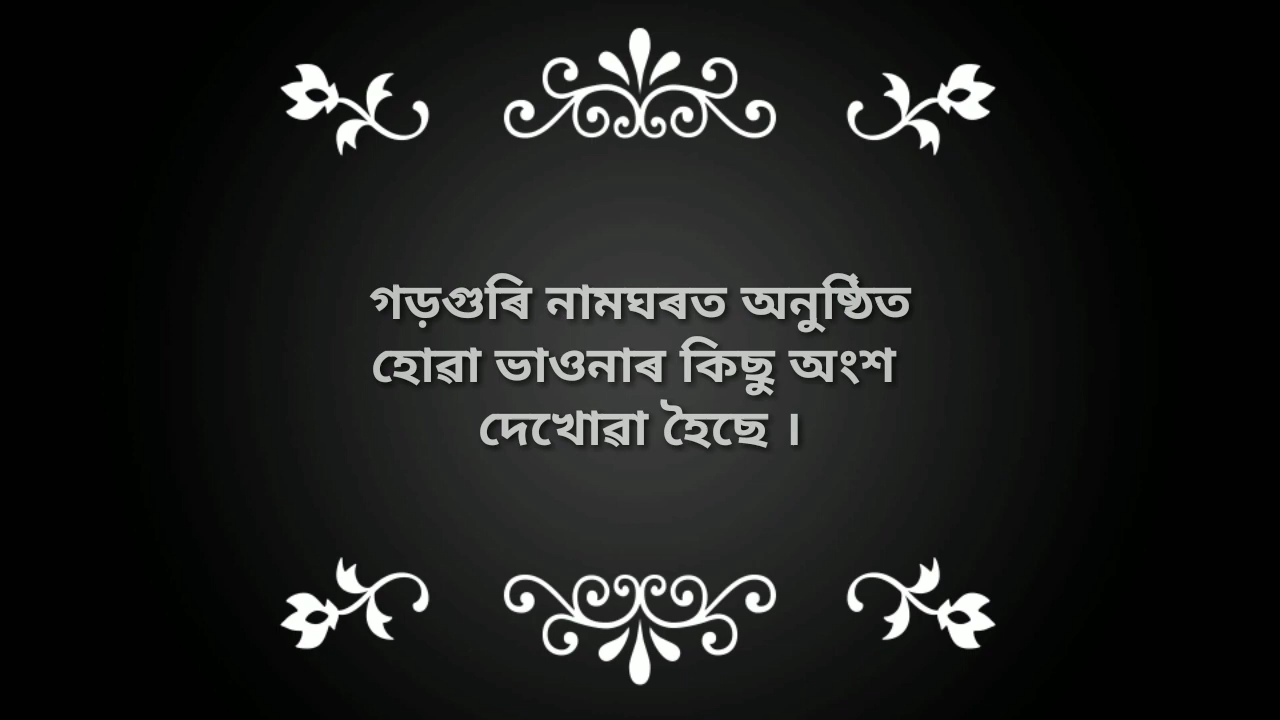 গড়গুৰি নামঘৰত অনুষ্ঠিত
হোৱা ভাওনাৰ কিছু অংশ
দেখোৱা হৈছে ।